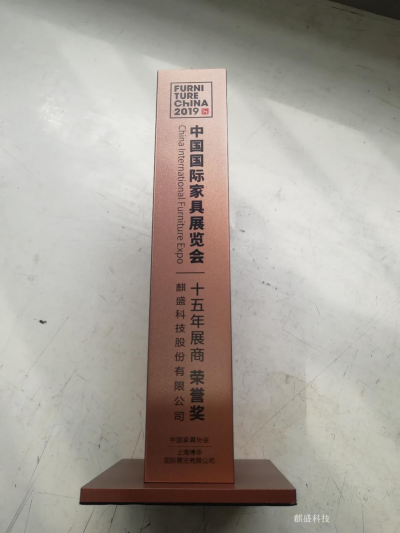 FURNI
TURE
CHINA
2019
中国国际家具展览会
China International Furniture Expo
十五年展商 荣誉奖
麒盛科技股份有限公司
中国家具协会
上海博华
国际展览有限公司
麒盛科技